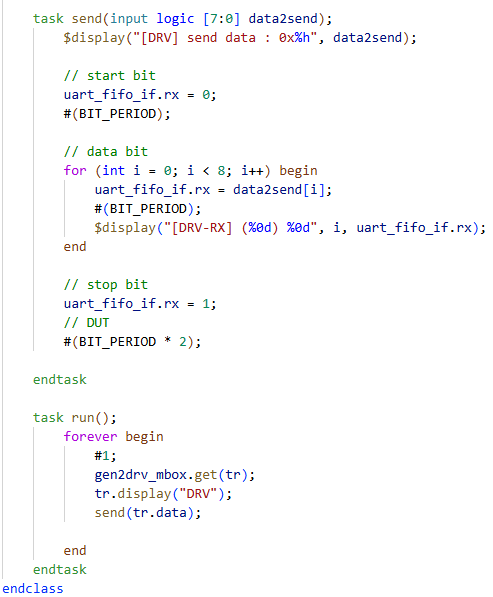 task send(input logic [7:0] data2send);
$display("[DRV] send data : 0x%h", data2send);
// start bit
uart_fifo_if.rx = 0;
#(BIT_PERIOD);
// data bit
for (int i = 0; i < 8; i++) begin
uart_fifo_if.rx = data2send[i];
#(BIT_PERIOD);
$display("[DRV-RX] (%0d) %0d", i, uart_fifo_if.rx);
end
// stop bit
uart_fifo_if.rx = 1;
// DUT
#(BIT_PERIOD * 2);
endtask
task run();
forever begin
#1;
gen2drv_mbox.get(tr);
tr.display("DRV");
send(tr.data);
end
endtask
endclass